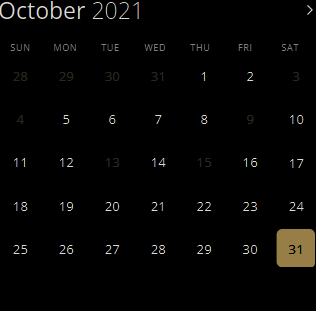 October 2021
SUN MON TUE WED THU FRI SAT
28 29 30 31 1 2 3
4 5 6 7 8 9 10
11 12 13 14 15 16 17
18 19 20 21 22 23 24
25 26 27 28 29 30 31